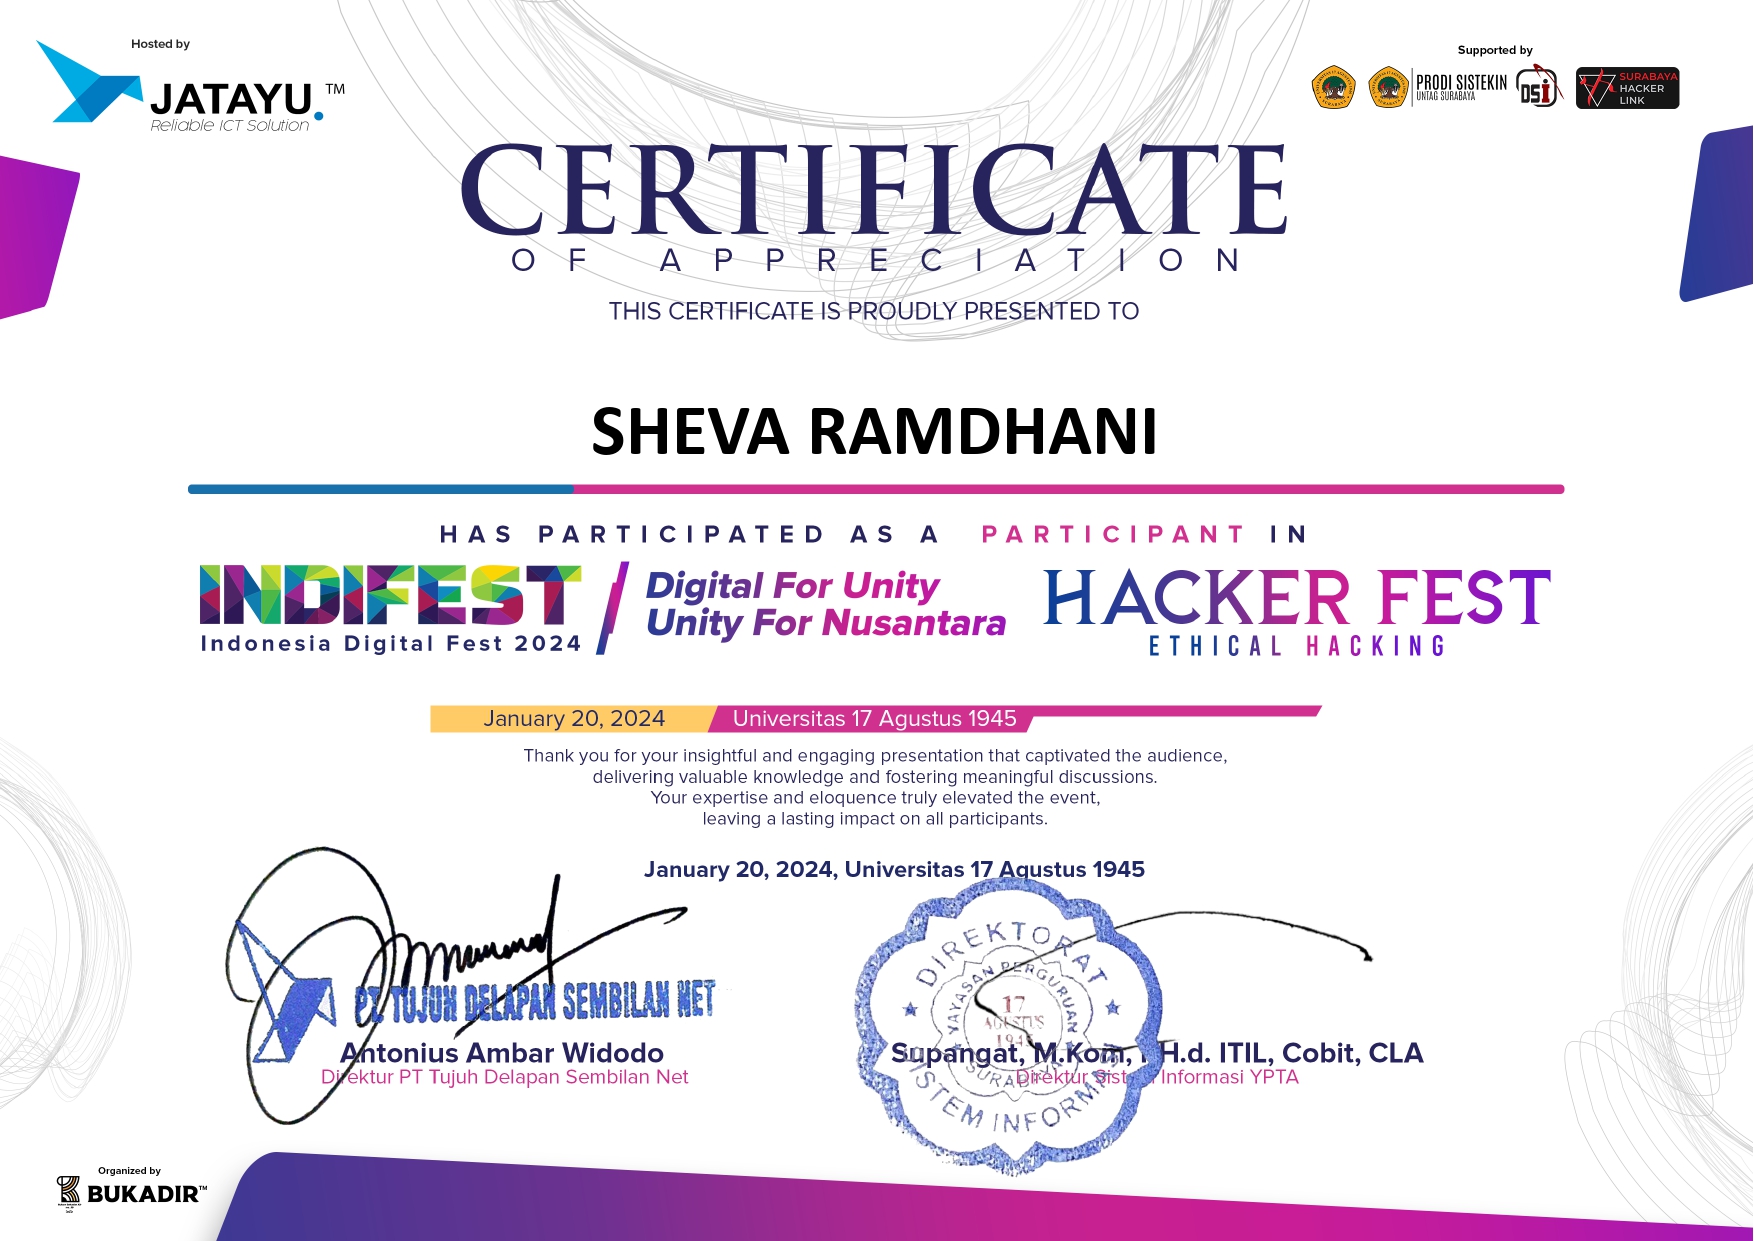 Hosted by
JATAYU. TM
Reliable ICT Solution
Supported by
PRODI SISTEKIN
UNTAG SURABAYA
DSi
SURABAYA
HACKER
LINK
CERTIFICATE
OF APPRECIATION
THIS CERTIFICATE IS PROUDLY PRESENTED TO
SHEVA RAMDHANI
HAS PARTICIPATED AS A PARTICIPANT IN
INDIFEST
Indonesia Digital Fest 2024
Digital For Unity
Unity For Nusantara
HACKER FEST
ETHICAL HACKING
January 20, 2024 Universitas 17 Agustus 1945
Thank you for your insightful and engaging presentation that captivated the audience,
delivering valuable knowledge and fostering meaningful discussions.
Your expertise and eloquence truly elevated the event,
leaving a lasting impact on all participants.
January 20, 2024, Universitas 17 Agustus 1945
PT. TUJUH DELAPAN SEMBILAN NET
Antonius Ambar Widodo
Direktur PT Tujuh Delapan Sembilan Net
DIREKTORAT
YAYASAN PERGURUAN
17
AGUSTUS
1945
SURABAYA
SISTEM INFORMASI
Supangat, M.Kom, H.d. ITIL, Cobit, CLA
Direktur Sistem Informasi YPTA
Organized by
BUKADIR TM